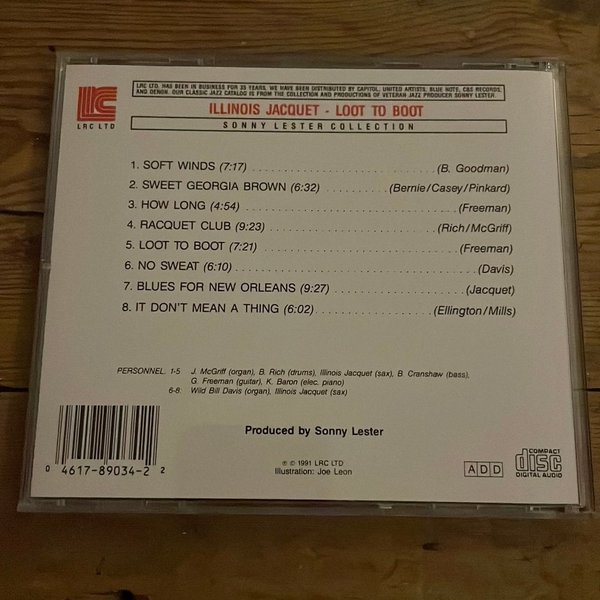 LRC LTD. HAS BEEN IN BUSINESS FOR 35 YEARS. WE HAVE BEEN DISTRIBUTED BY CAPITOL, UNITED ARTISTS, BLUE NOTE, CBS RECORDS,
AND DENON. OUR CLASSIC JAZZ CATALOG IS FROM THE COLLECTION AND PRODUCTIONS OF VETERAN JAZZ PRODUCER SONNY LESTER.
LRC LTD
ILLINOIS JACQUET - LOOT TO BOOT
SONNY LESTER COLLECTION
1. SOFT WINDS (7:17) (B. Goodman)
2. SWEET GEORGIA BROWN (6:32) (Bernie/Casey/Pinkard)
3. HOW LONG (4:54) (Freeman)
4. RACQUET CLUB (9:23) (Rich/McGriff)
5. LOOT TO BOOT (7:21) (Freeman)
6. NO SWEAT (6:10) (Davis)
7. BLUES FOR NEW ORLEANS (9:27) (Jacquet)
8. IT DON'T MEAN A THING (6:02) (Ellington/Mills)
PERSONNEL. 1-5 J. McGriff (organ), B. Rich (drums), Illinois Jacquet (sax), B. Cranshaw (bass),
G. Freeman (guitar), K. Baron (elec. piano)
6-8. Wild Bill Davis (organ), Illinois Jacquet (sax)
Produced by Sonny Lester
℗ © 1991 LRC LTD
Illustration: Joe Leon
0 4617-89034-2 2
ADD
COMPACT
disc
DIGITAL AUDIO